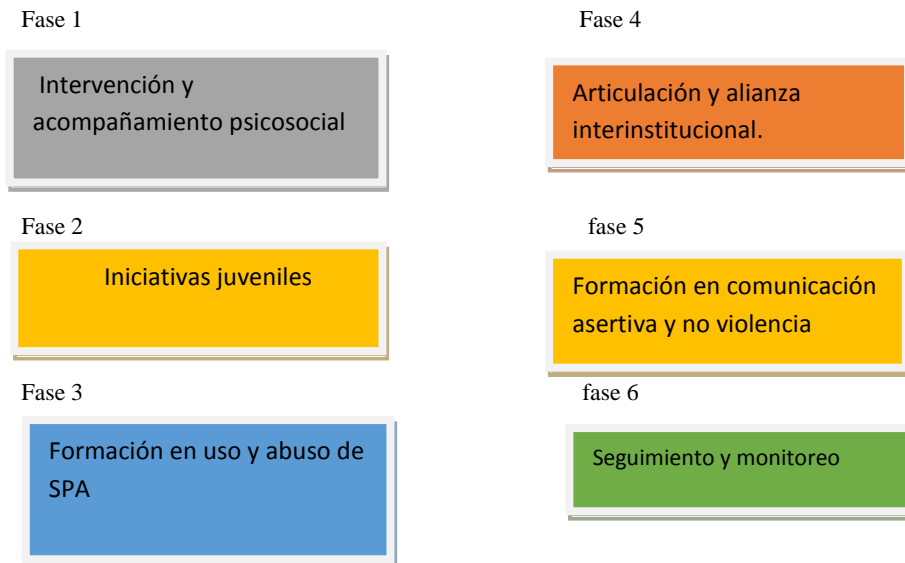 Fase 1
Intervención y
acompañamiento psicosocial
Fase 2
Iniciativas juveniles
Fase 3
Formación en uso y abuso de
SPA
Fase 4
Articulación y alianza
interinstitucional.
fase 5
Formación en comunicación
asertiva y no violencia
fase 6
Seguimiento y monitoreo